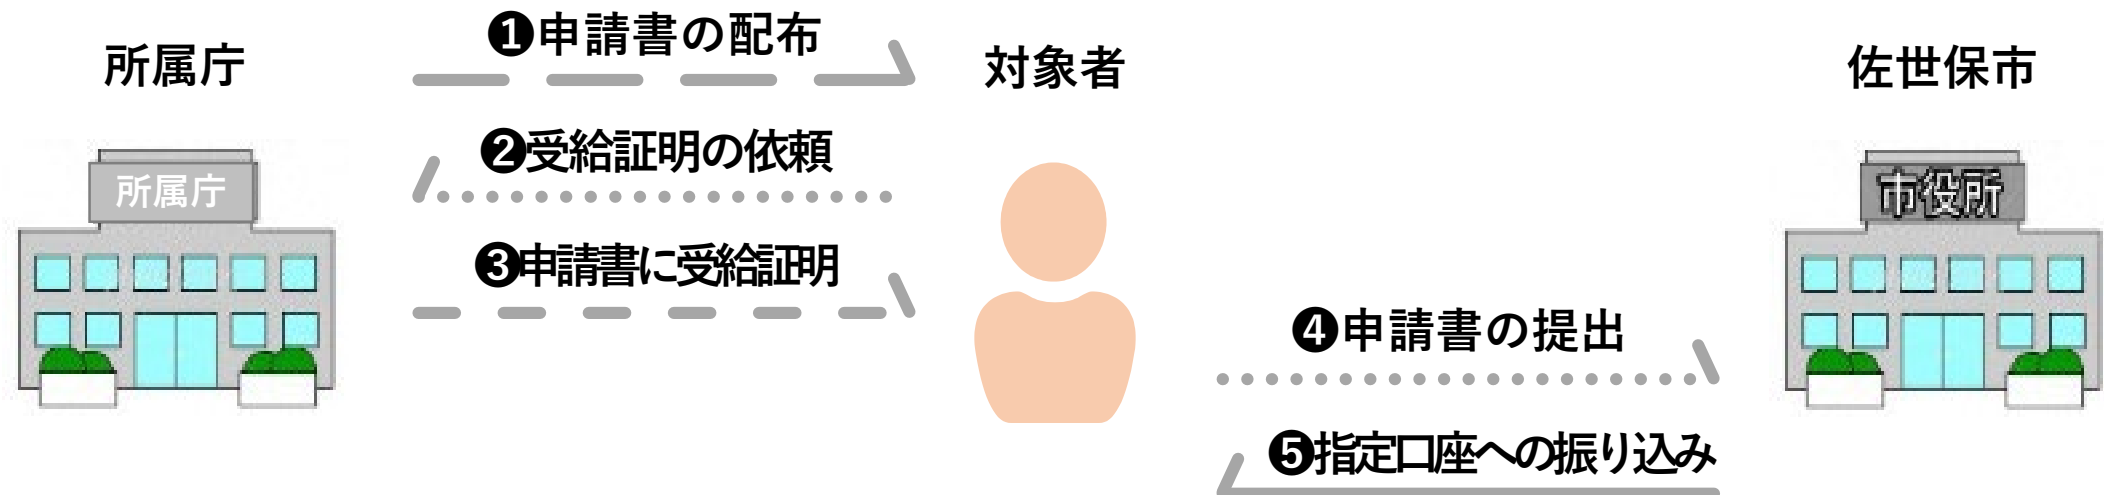 所属庁
❶申請書の配布
対象者
佐世保市
❷受給証明の依頼
所属庁
市役所
❸申請書に受給証明
❹申請書の提出
❺指定口座への振り込み